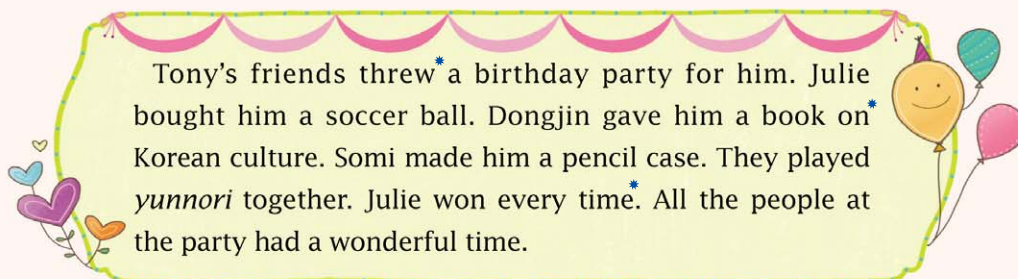 Tony's friends threw* a birthday party for him. Julie
bought him a soccer ball. Dongjin gave him a book on*
Korean culture. Somi made him a pencil case. They played
yunnori together. Julie won every time*. All the people at
the party had a wonderful time.